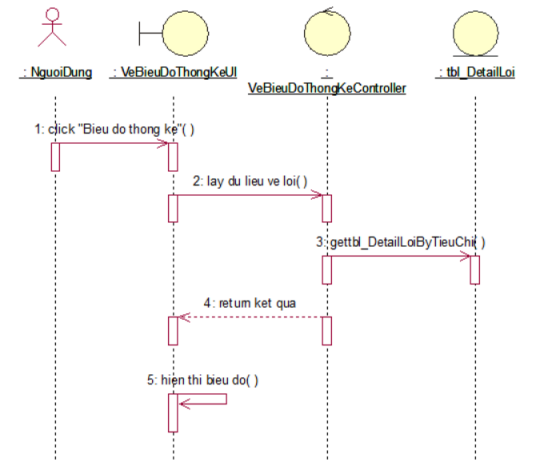 : NguoiDung
: VeBieuDoThongKeUI
:
VeBieuDoThongKeController
: tbl_DetailLoi
1: click "Bieu do thong ke"( )
2: lay du lieu ve loi( )
3: gettbl_DetailLoiByTieuChi( )
4: return ket qua
5: hien thi bieu do( )